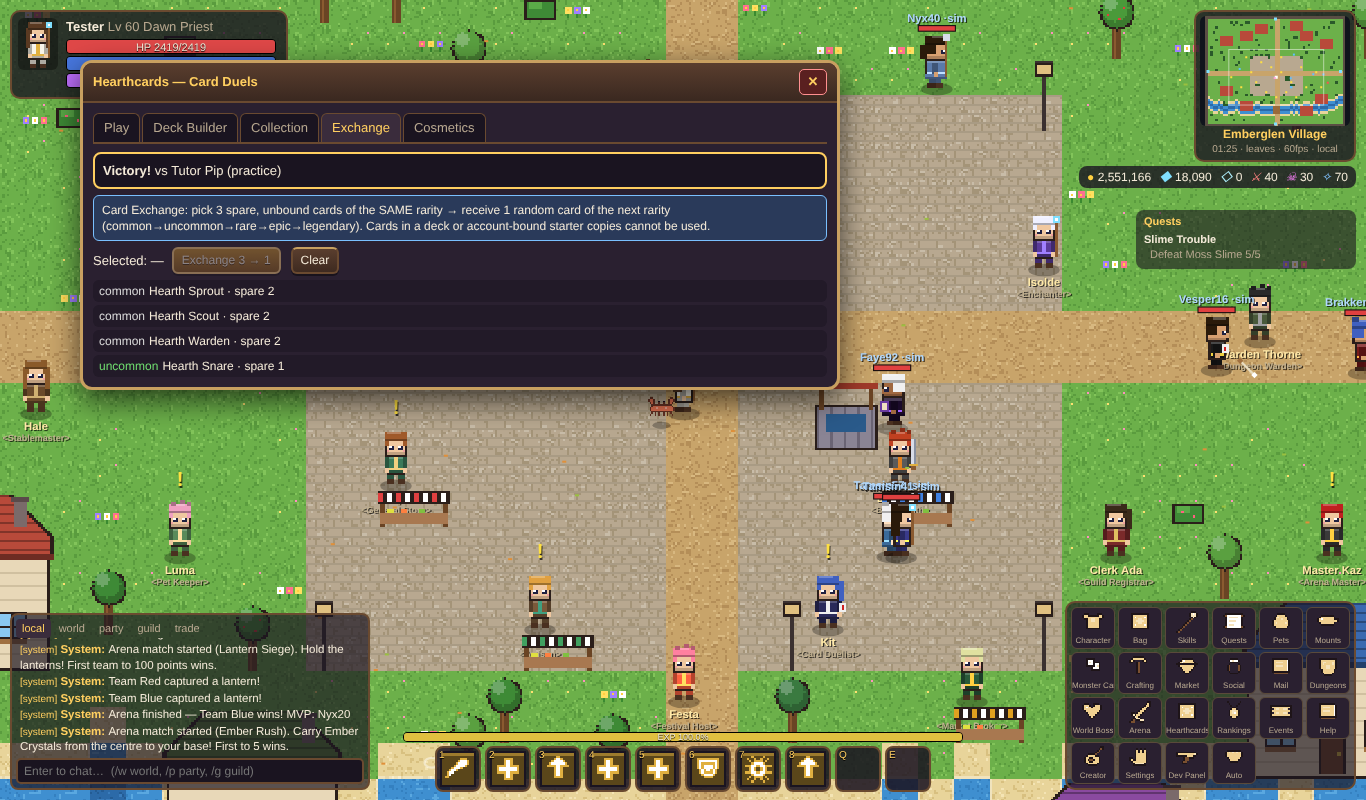 Tester Lv 60 Dawn Priest
HP 2419/2419
Hearthcards — Card Duels
✕
Play
Deck Builder
Collection
Exchange
Cosmetics
Victory! vs Tutor Pip (practice)
Card Exchange: pick 3 spare, unbound cards of the SAME rarity → receive 1 random card of the next rarity
(common→uncommon→rare→epic→legendary). Cards in a deck or account-bound starter copies cannot be used.
Selected: —
Exchange 3 → 1
Clear
common Hearth Sprout · spare 2
common Hearth Scout · spare 2
common Hearth Warden · spare 2
uncommon Hearth Snare · spare 1
Nyx40 ·sim
Emberglen Village
01:25 · leaves · 60fps · local
2,551,166
18,090
0
40
30
70
Quests
Slime Trouble
Defeat Moss Slime 5/5
Isolde
<Enchanter>
Vesper16 ·sim
Brakker
Warden Thorne
<Dungeon Warden>
Faye92 ·sim
Hale
<Stablemaster>
!
!
!
!
!
Luma
<Pet Keeper>
Clerk Ada
<Guild Registrar>
Master Kaz
<Arena Master>
Kit
<Card Duelist>
Festa
<Festival Host>
local
world
party
guild
trade
[system] System: Arena match started (Lantern Siege). Hold the
lanterns! First team to 100 points wins.
[system] System: Team Red captured a lantern!
[system] System: Team Blue captured a lantern!
[system] System: Arena finished — Team Blue wins! MVP: Nyx20
[system] System: Arena match started (Ember Rush). Carry Ember
Crystals from the centre to your base! First to 5 wins.
Enter to chat… (/w world, /p party, /g guild)
EXP 100.0%
1
2
3
4
5
6
7
8
Q
E
Character
Bag
Skills
Quests
Pets
Mounts
Monster Ca
Crafting
Market
Social
Mail
Dungeons
World Boss
Arena
Hearthcards
Rankings
Events
Help
Creator
Settings
Dev Panel
Auto